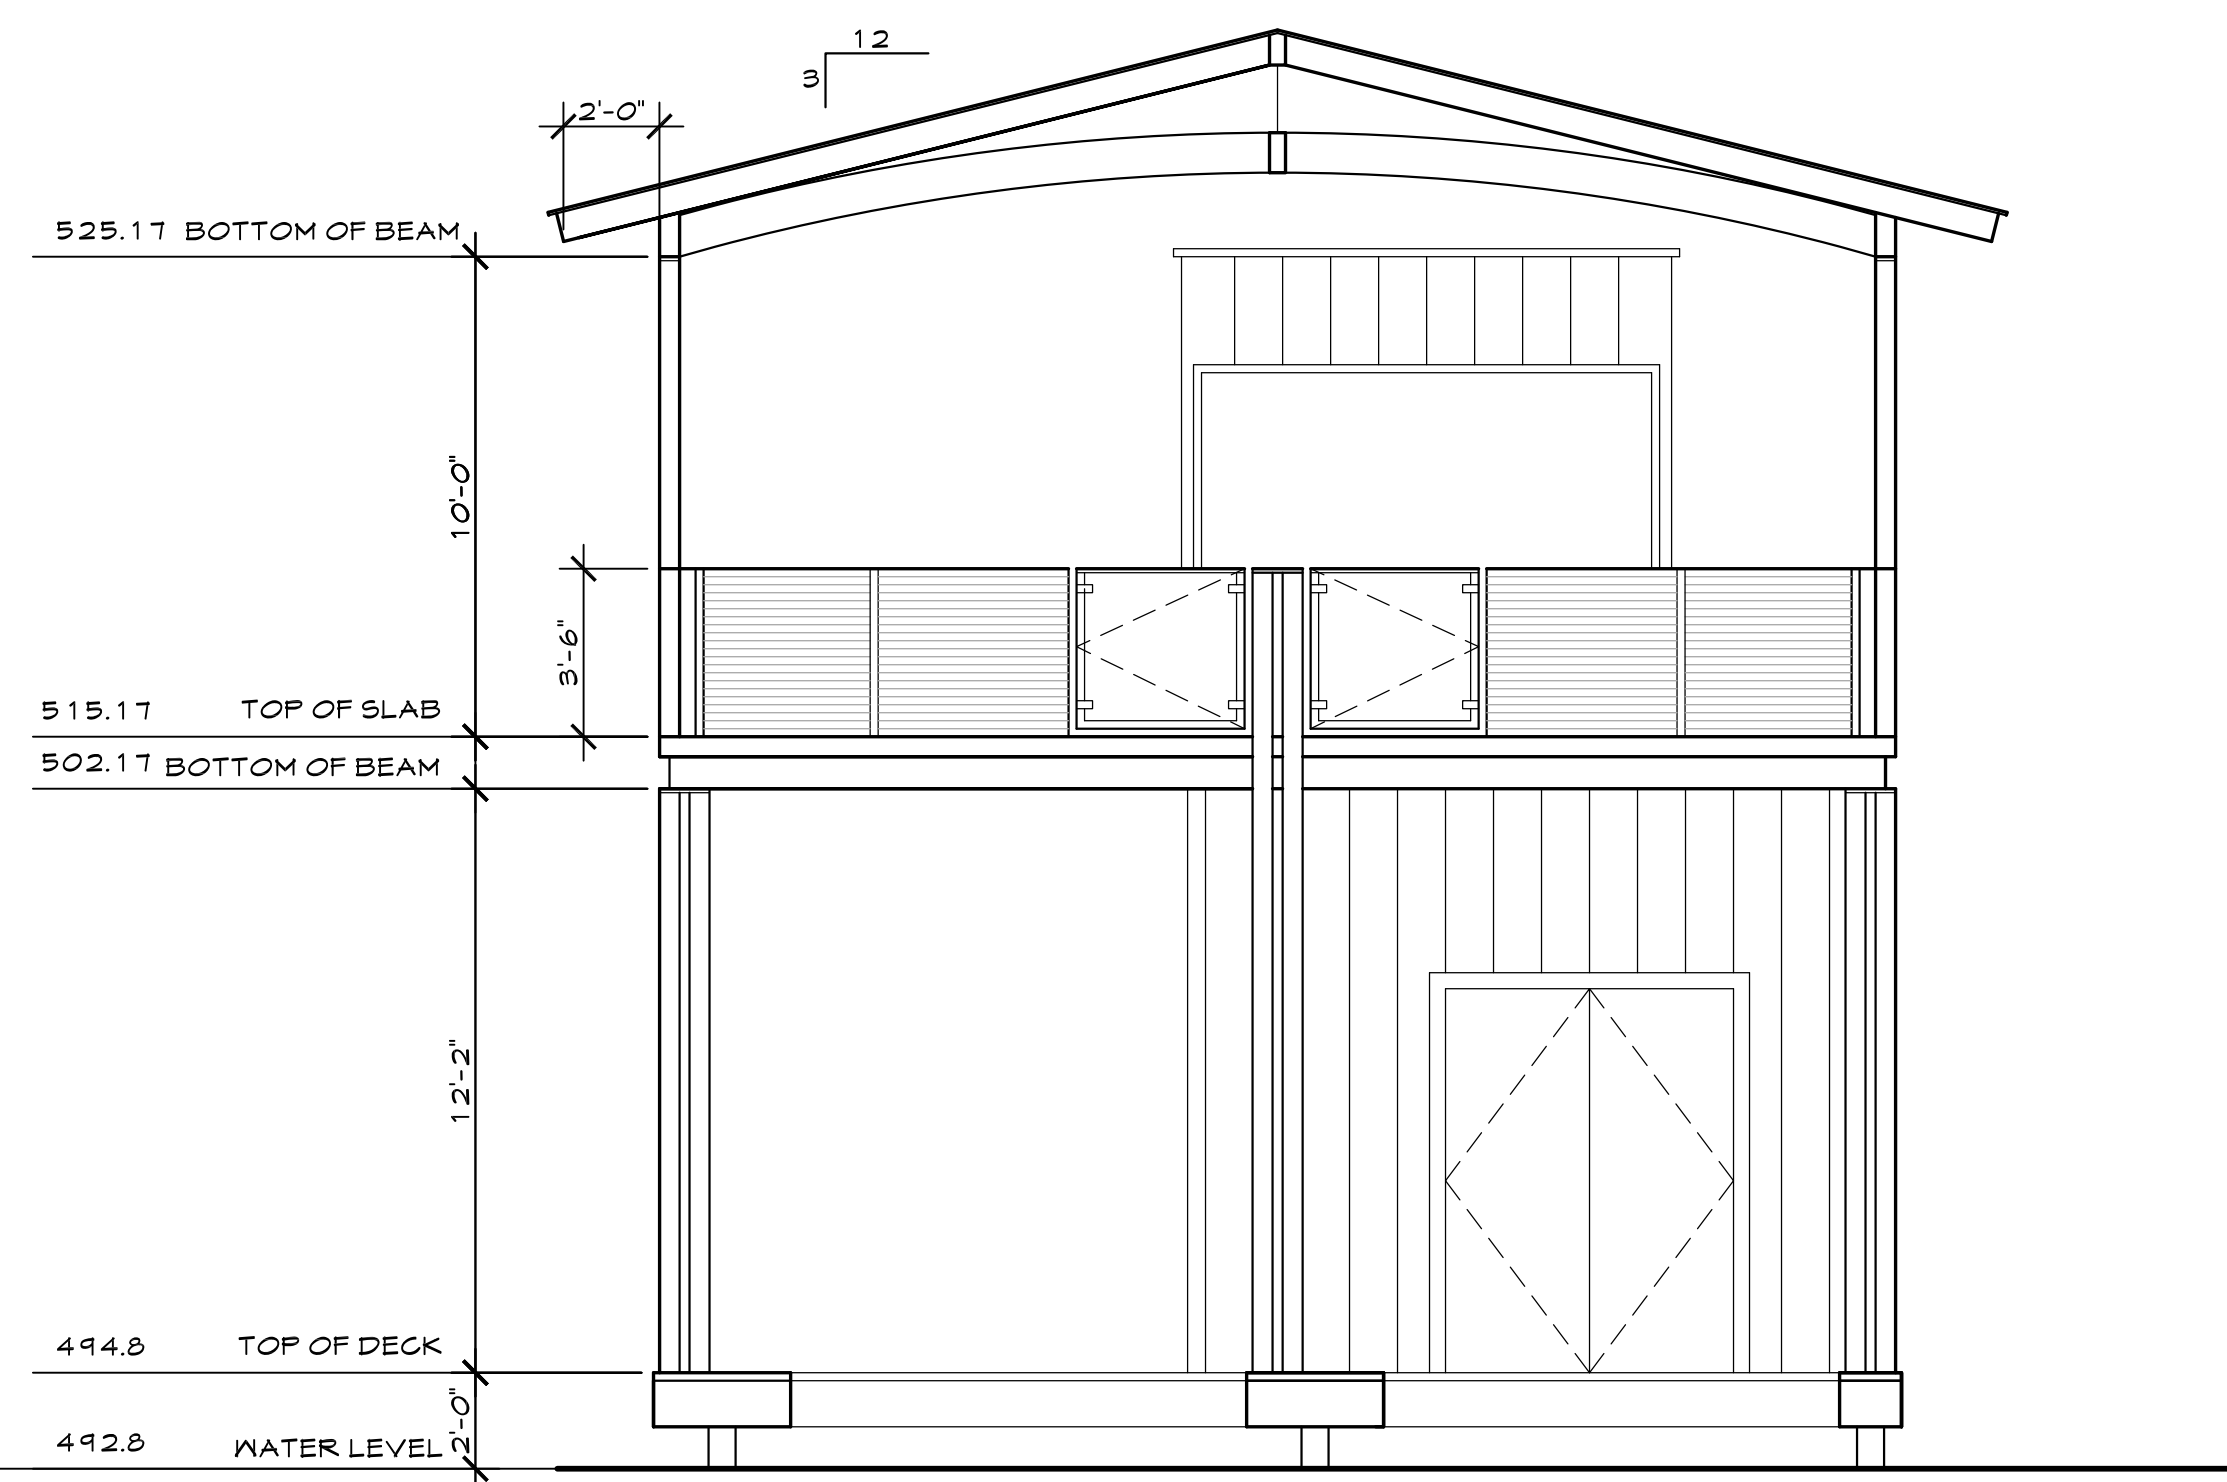 12
3
2'-0"
525.17 BOTTOM OF BEAM
10'-0"
3'-6"
515.17 TOP OF SLAB
502.17 BOTTOM OF BEAM
12'-2"
494.8 TOP OF DECK
2'-0"
492.8 WATER LEVEL